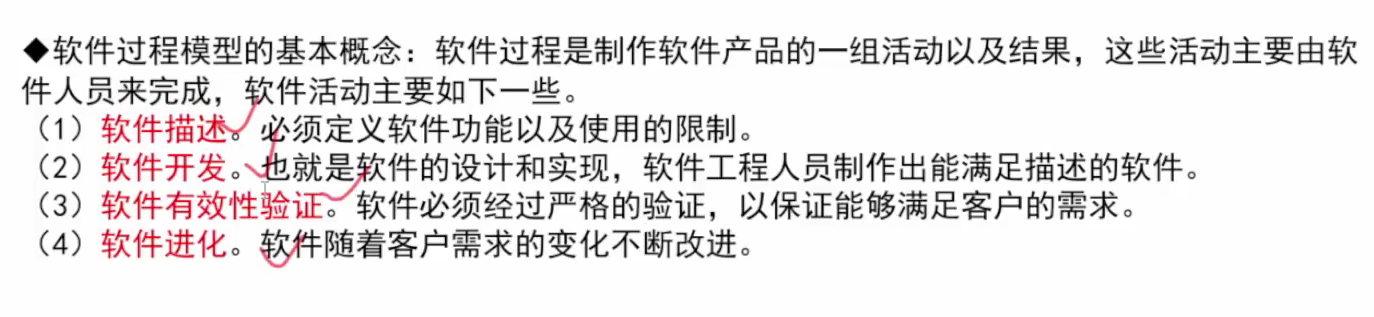 ◆软件过程模型的基本概念：软件过程是制作软件产品的一组活动以及结果，这些活动主要由软
件人员来完成，软件活动主要如下一些。
（1）软件描述。必须定义软件功能以及使用的限制。
（2）软件开发。也就是软件的设计和实现，软件工程人员制作出能满足描述的软件。
（3）软件有效性验证。软件必须经过严格的验证，以保证能够满足客户的需求。
（4）软件进化。软件随着客户需求的变化不断改进。